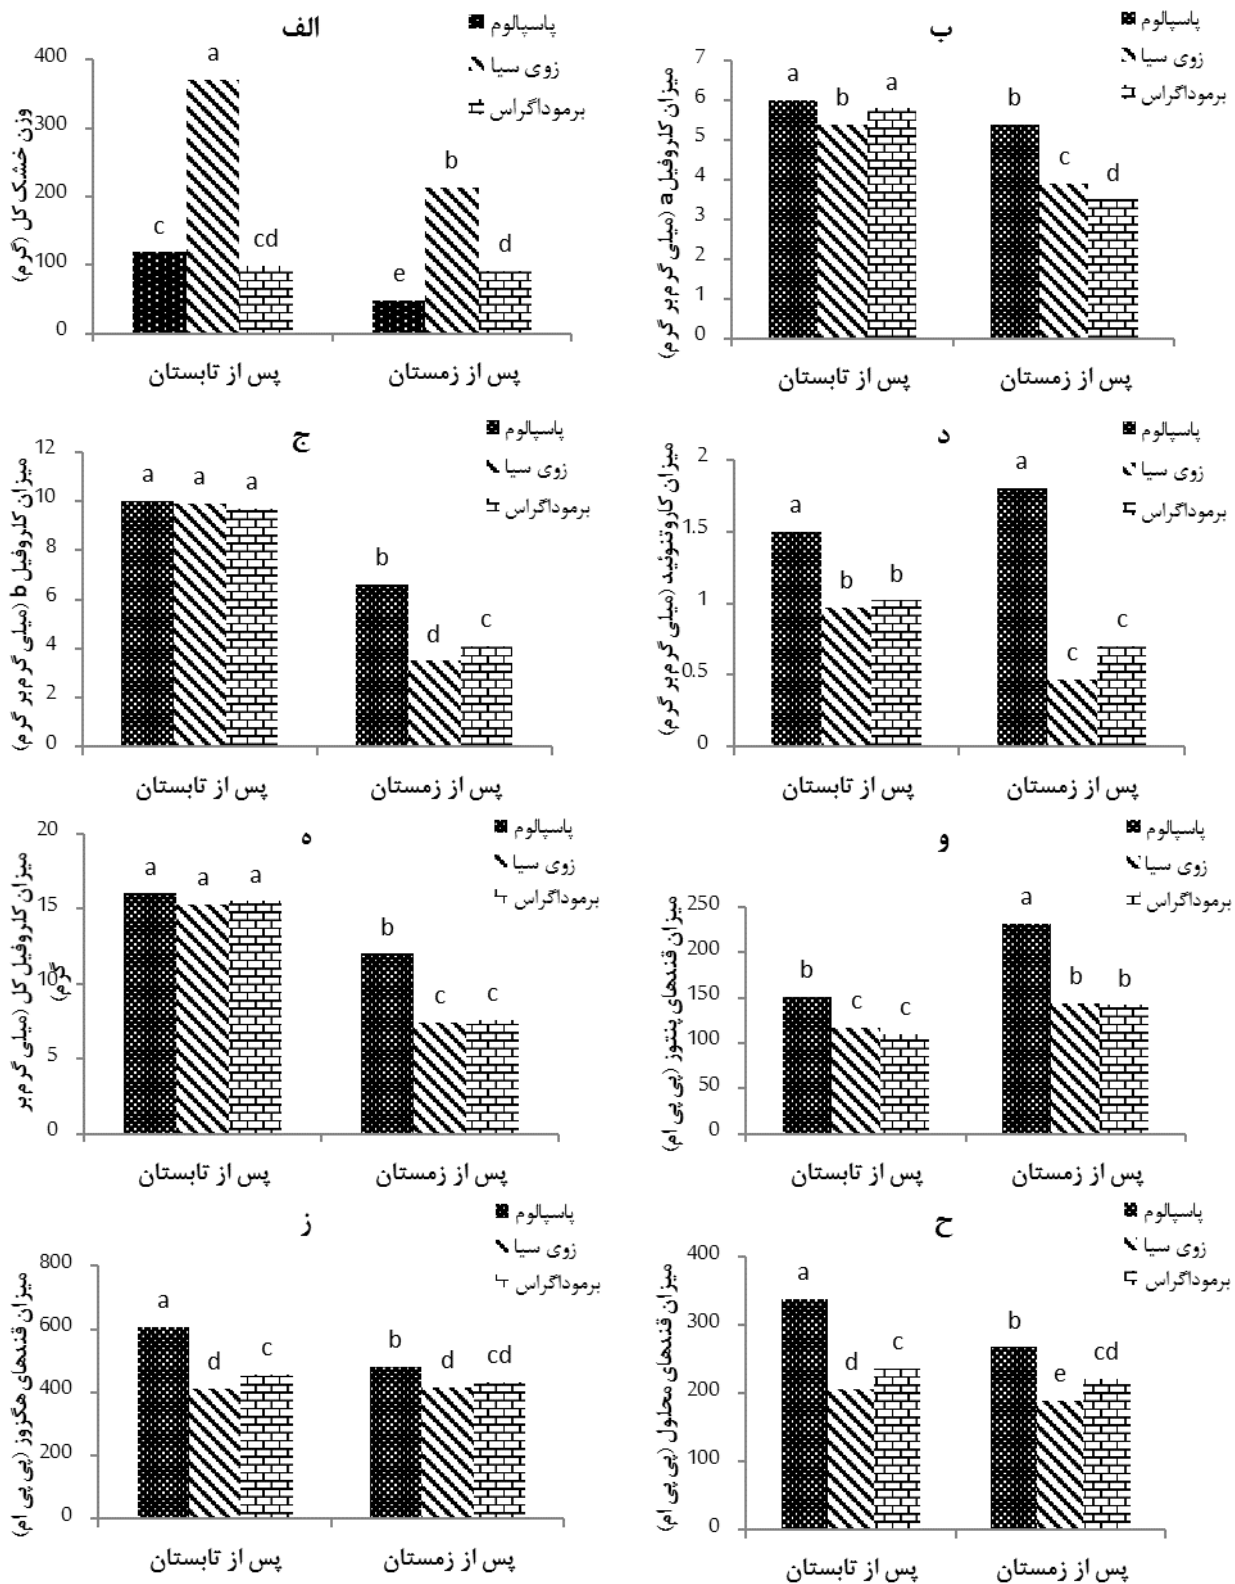 الف
پاسپالوم
زوی سیا
برموداگراس
وزن خشک کل (گرم)
400
300
200
100
0
c
a
cd
e
b
d
پس از تابستان
پس از زمستان
ب
پاسپالوم
زوی سیا
برموداگراس
میزان کلروفیل a (میلی گرم بر گرم)
7
6
5
4
3
2
1
0
a
b
a
b
c
d
پس از تابستان
پس از زمستان
ج
پاسپالوم
زوی سیا
برموداگراس
میزان کلروفیل b (میلی گرم بر گرم)
12
10
8
6
4
2
0
a
a
a
b
d
c
پس از تابستان
پس از زمستان
د
پاسپالوم
زوی سیا
برموداگراس
میزان کاروتنوئید (میلی گرم بر گرم)
2
1.5
1
0.5
0
a
b
b
a
c
c
پس از تابستان
پس از زمستان
ه
پاسپالوم
زوی سیا
برموداگراس
میزان کلروفیل کل (میلی گرم بر
گرم)
20
15
10
5
0
a
a
a
b
c
c
پس از تابستان
پس از زمستان
و
پاسپالوم
زوی سیا
برموداگراس
میزان قندهای پنتوز (پی پی ام)
250
200
150
100
50
0
b
c
c
a
b
b
پس از تابستان
پس از زمستان
ز
پاسپالوم
زوی سیا
برموداگراس
میزان قندهای هگزوز (پی پی ام)
800
600
400
200
0
a
d
c
b
d
cd
پس از تابستان
پس از زمستان
ح
پاسپالوم
زوی سیا
برموداگراس
میزان قندهای محلول (پی پی ام)
400
300
200
100
0
a
d
c
b
e
cd
پس از تابستان
پس از زمستان